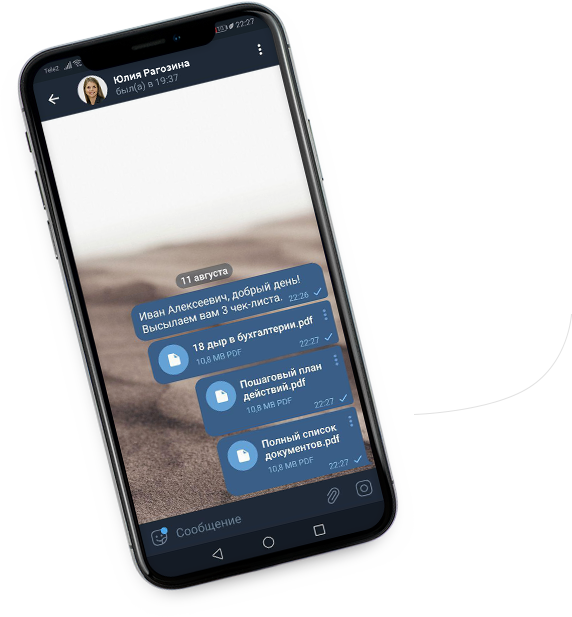 Tele2
22:27
Юлия Рагозина
был(а) в 19:37
11 августа
Иван Алексеевич, добрый день!
Высылаем вам 3 чек-листа. 22:26
18 дыр в бухгалтерии.pdf
10,8 MB PDF
22:27
Пошаговый план
действий.pdf
10,8 MB PDF
22:27
Полный список
документов.pdf
10,8 MB PDF
22:27
Сообщение